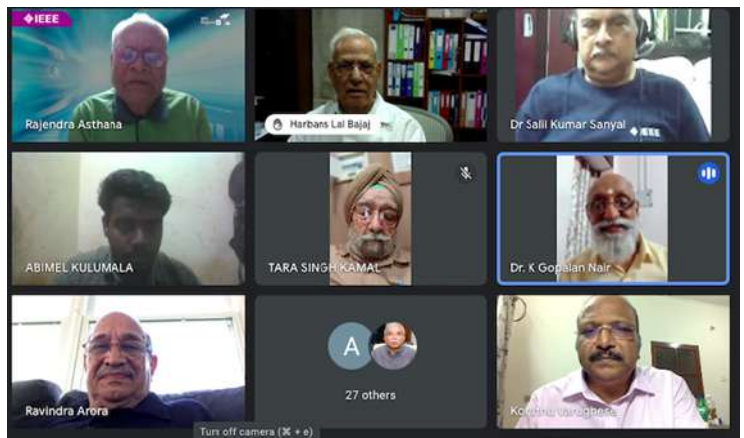 IEEE
Rajendra Asthana
Harbans Lal Bajaj
Dr Salil Kumar Sanyal
IEEE
ABIMEL KULUMALA
TARA SINGH KAMAL
Dr. K Gopalan Nair
Ravindra Arora
A
27 others
Varughese
Turn off camera (⌘ + e)